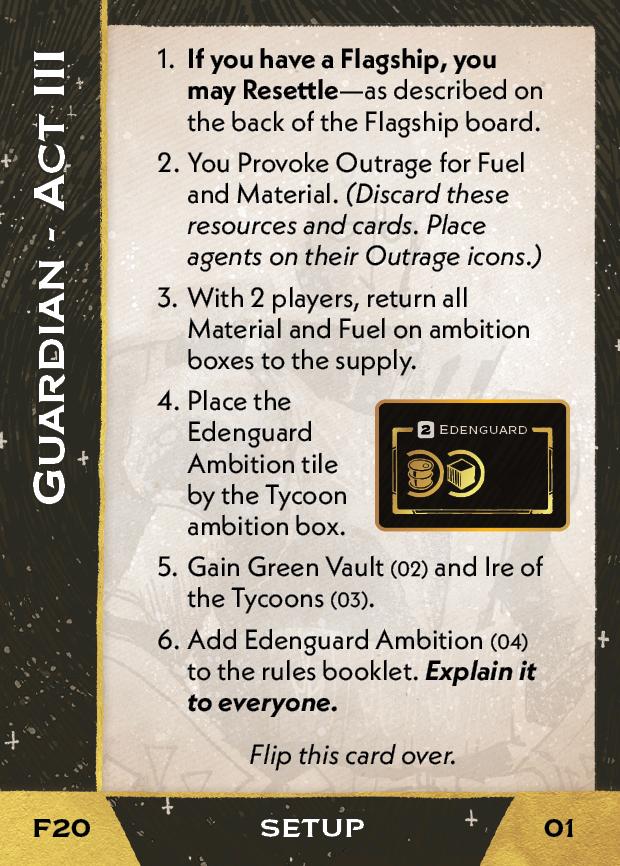 GUARDIAN - ACT III
1. If you have a Flagship, you
may Resettle—as described on
the back of the Flagship board.
2. You Provoke Outrage for Fuel
and Material. (Discard these
resources and cards. Place
agents on their Outrage icons.)
3. With 2 players, return all
Material and Fuel on ambition
boxes to the supply.
4. Place the
Edenguard
Ambition tile
by the Tycoon
ambition box.
2 EDENGUARD
5. Gain Green Vault (02) and Ire of
the Tycoons (03).
6. Add Edenguard Ambition (04)
to the rules booklet. Explain it
to everyone.
Flip this card over.
F20 SETUP 01